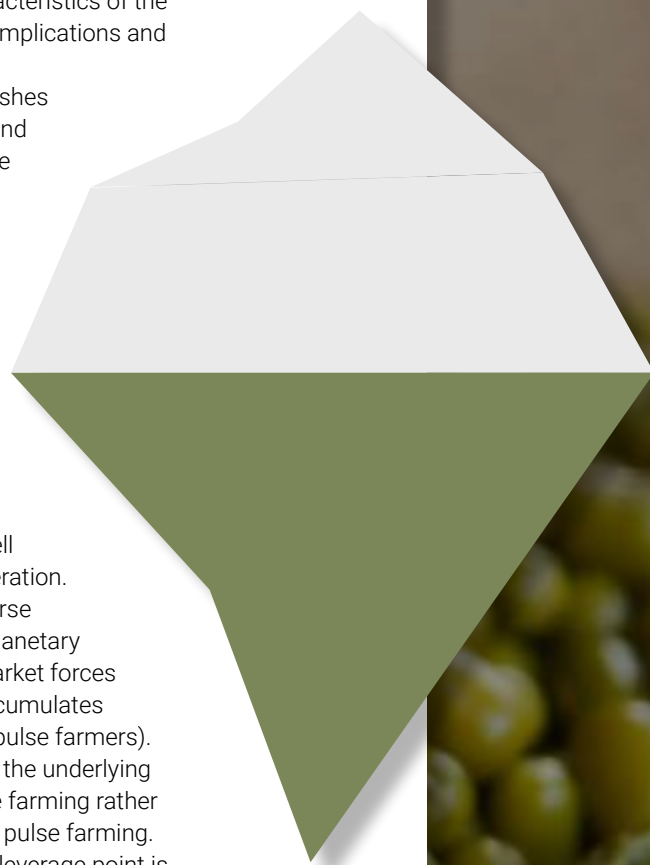 acteristics of the
mplications and
shes
nd
e
ell
eration.
rse
lanetary
arket forces
cumulates
pulse farmers).
the underlying
e farming rather
pulse farming.
leverage point is